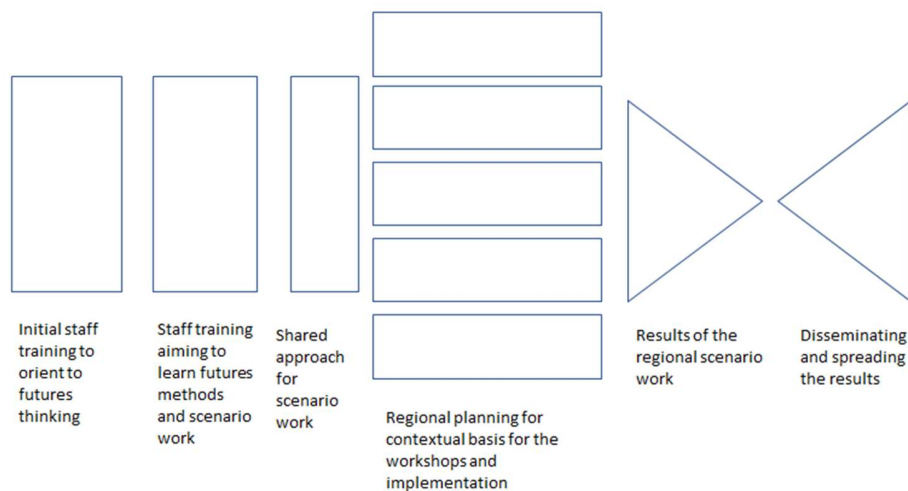 Initial staff
training to
orient to
futures
thinking
Staff training
aiming to
learn futures
methods
and scenario
work
Shared
approach
for
scenario
work
Regional planning for
contextual basis for the
workshops and
implementation
Results of the
regional scenario
work
Disseminating
and spreading
the results